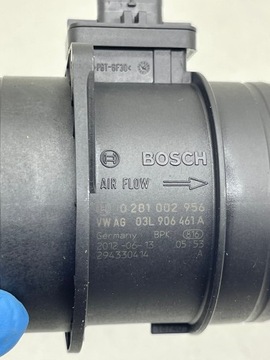 >PBT-GF30<
BOSCH
AIR FLOW
0 281 002 956
VW AG 03L 906 461 A
Germany BPK 816
2012-06-13 05:53
294330414 A